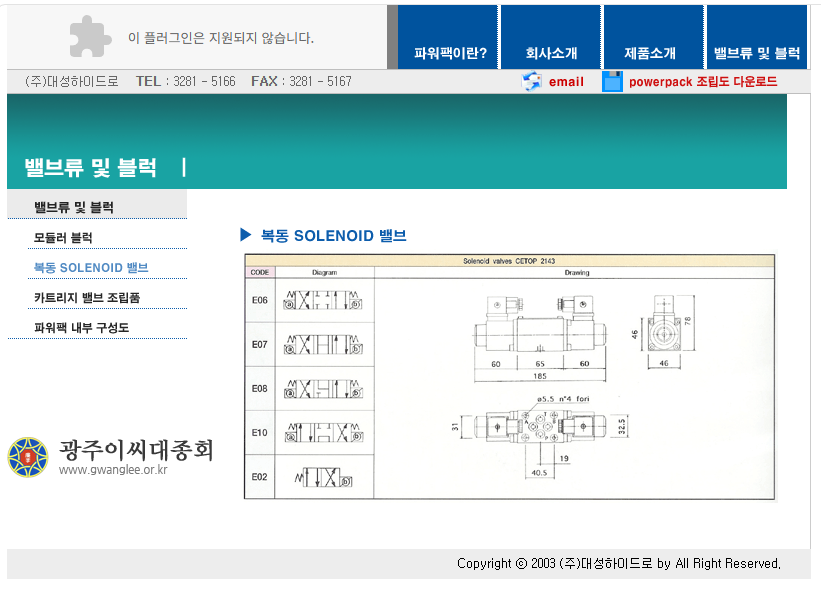 이 플러그인은 지원되지 않습니다.
파워팩이란? 회사소개 제품소개 밸브류 및 블럭
(주)대성하이드로 TEL : 3281 - 5166 FAX : 3281 - 5167 email powerpack 조립도 다운로드
밸브류 및 블럭 |
밸브류 및 블럭
모듈러 블럭
복동 SOLENOID 밸브
카트리지 밸브 조립품
파워팩 내부 구성도
광주이씨대종회
www.gwanglee.or.kr
▶ 복동 SOLENOID 밸브
Solenoid valves CETOP 2143
CODE Diagram Drawing
E06 a b
E07 a b
E08 a b
E10 a b
E02 b
60 65 60
185
46 78
46
ø5.5 n°4 fori
31 A T B P 32.5
19
40.5
Copyright ⓒ 2003 (주)대성하이드로 by All Right Reserved.